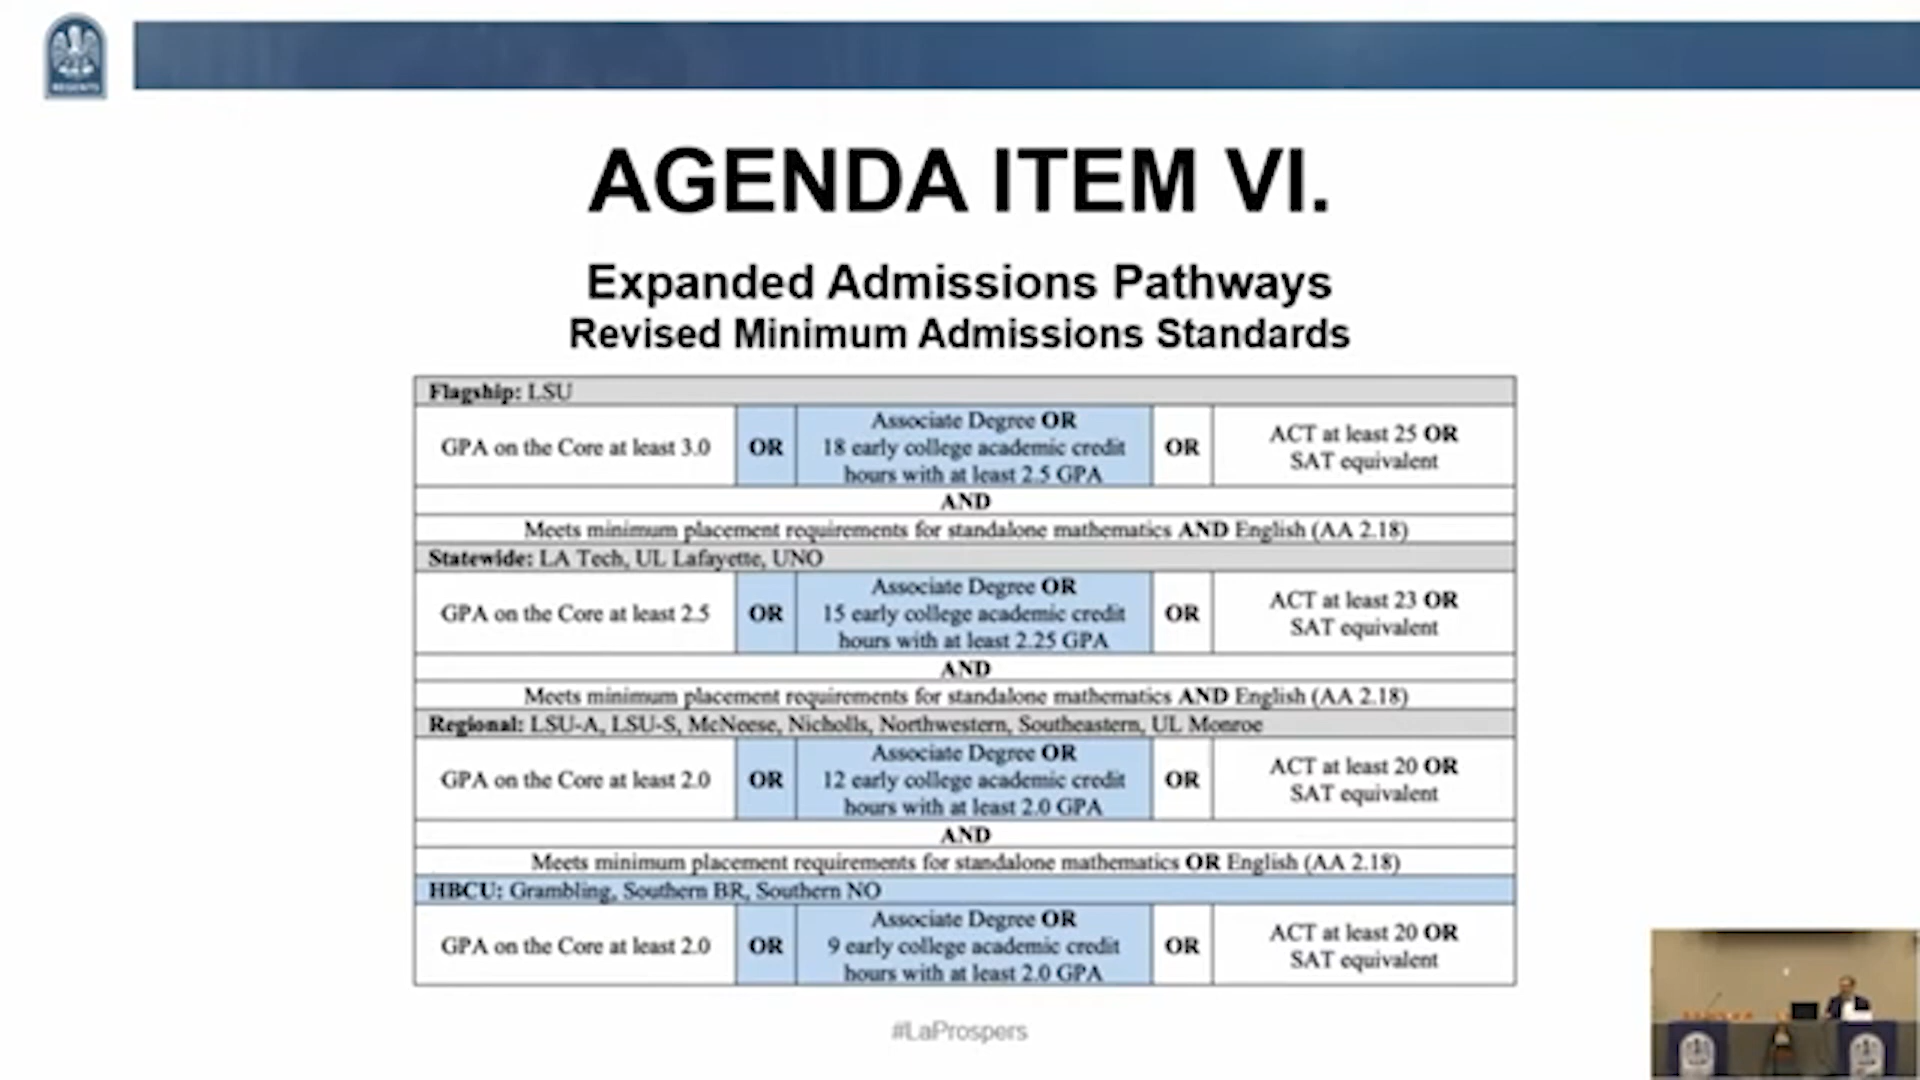 REGENTS
AGENDA ITEM VI.
Expanded Admissions Pathways
Revised Minimum Admissions Standards
Flagship: LSU
GPA on the Core at least 3.0
OR
Associate Degree OR
18 early college academic credit
hours with at least 2.5 GPA
OR
ACT at least 25 OR
SAT equivalent
AND
Meets minimum placement requirements for standalone mathematics AND English (AA 2.18)
Statewide: LA Tech, UL Lafayette, UNO
GPA on the Core at least 2.5
OR
Associate Degree OR
15 early college academic credit
hours with at least 2.25 GPA
OR
ACT at least 23 OR
SAT equivalent
AND
Meets minimum placement requirements for standalone mathematics AND English (AA 2.18)
Regional: LSU-A, LSU-S, McNeese, Nicholls, Northwestern, Southeastern, UL Monroe
GPA on the Core at least 2.0
OR
Associate Degree OR
12 early college academic credit
hours with at least 2.0 GPA
OR
ACT at least 20 OR
SAT equivalent
AND
Meets minimum placement requirements for standalone mathematics OR English (AA 2.18)
HBCU: Grambling, Southern BR, Southern NO
GPA on the Core at least 2.0
OR
Associate Degree OR
9 early college academic credit
hours with at least 2.0 GPA
OR
ACT at least 20 OR
SAT equivalent
#LaProspers